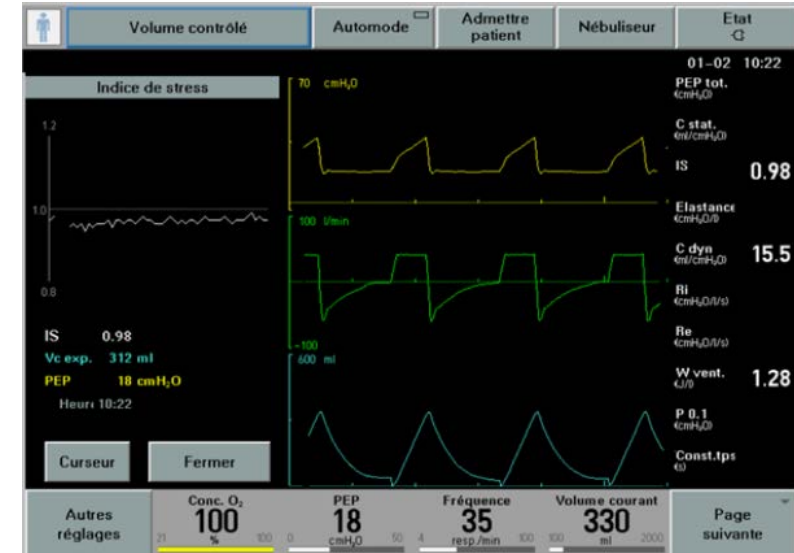 Volume contrôlé
Automode
Admettre
patient
Nébuliseur
Etat
01-02 10:22
Indice de stress
1.2
1.0
0.8
IS 0.98
Vc exp. 312 ml
PEP 18 cmH₂O
Heure 10:22
Curseur
Fermer
70 cmH₂O
100 l/min
-100
600 ml
PEP tot.
(cmH₂O)
C stat.
(ml/cmH₂O)
IS 0.98
Elastance
(cmH₂O/l)
C dyn 15.5
(ml/cmH₂O)
Ri
(cmH₂O/l/s)
Re
(cmH₂O/l/s)
W vent. 1.28
(J/l)
P 0.1
(cmH₂O)
Const.tps
(s)
Autres
réglages
Conc. O₂
100
21 % 100
PEP
18
0 cmH₂O 50
Fréquence
35
4 resp./min 100
Volume courant
330
100 ml 2000
Page
suivante